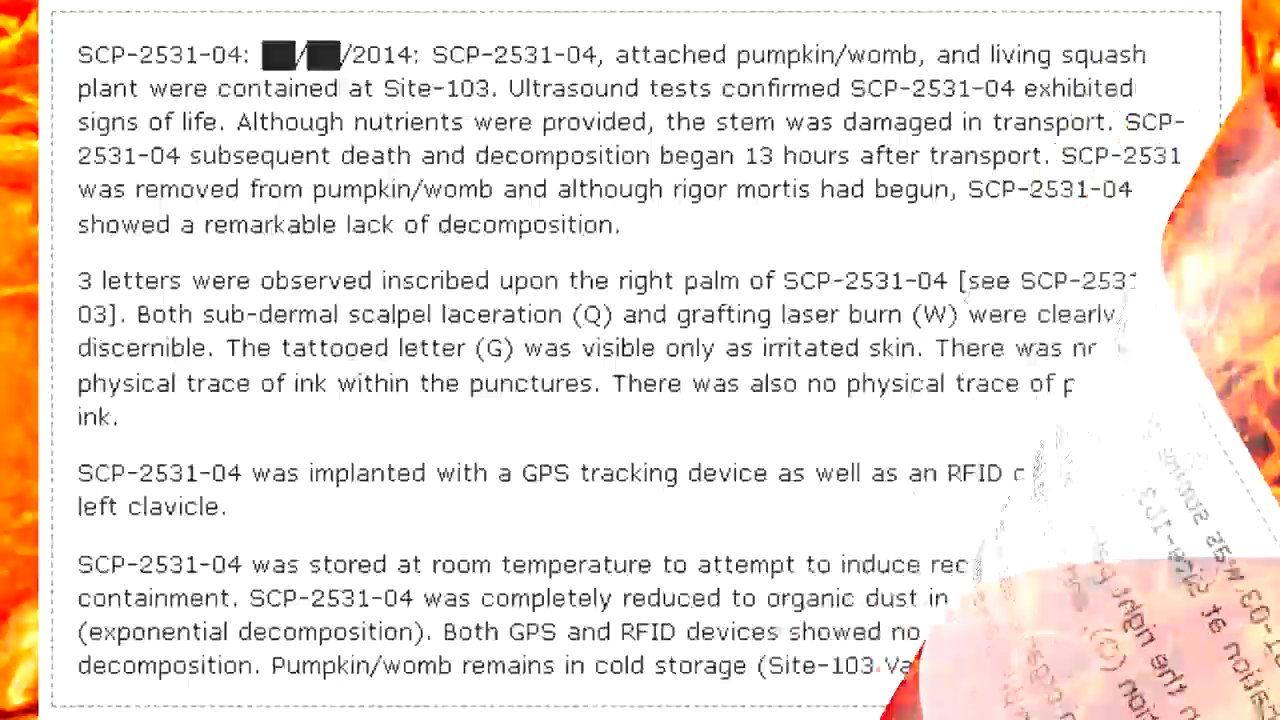 SCP-2531-04: ██/██/2014: SCP-2531-04, attached pumpkin/womb, and living squash
plant were contained at Site-103. Ultrasound tests confirmed SCP-2531-04 exhibited
signs of life. Although nutrients were provided, the stem was damaged in transport. SCP-
2531-04 subsequent death and decomposition began 13 hours after transport. SCP-2531
was removed from pumpkin/womb and although rigor mortis had begun, SCP-2531-04
showed a remarkable lack of decomposition.
3 letters were observed inscribed upon the right palm of SCP-2531-04 [see
03]. Both sub-dermal scalpel laceration (Q) and grafting laser burn (W) were clearly
discernible. The tattooed letter (G) was visible only as irritated skin. There was
physical trace of ink within the punctures. There was also no physical trace of
ink.
SCP-2531-04 was implanted with a GPS tracking device as well as an RFID
left clavicle.
SCP-2531-04 was stored at room temperature to attempt to induce
containment. SCP-2531-04 was completely reduced to organic dust in
(exponential decomposition). Both GPS and RFID devices showed no
decomposition. Pumpkin/womb remains in cold storage (Site-103